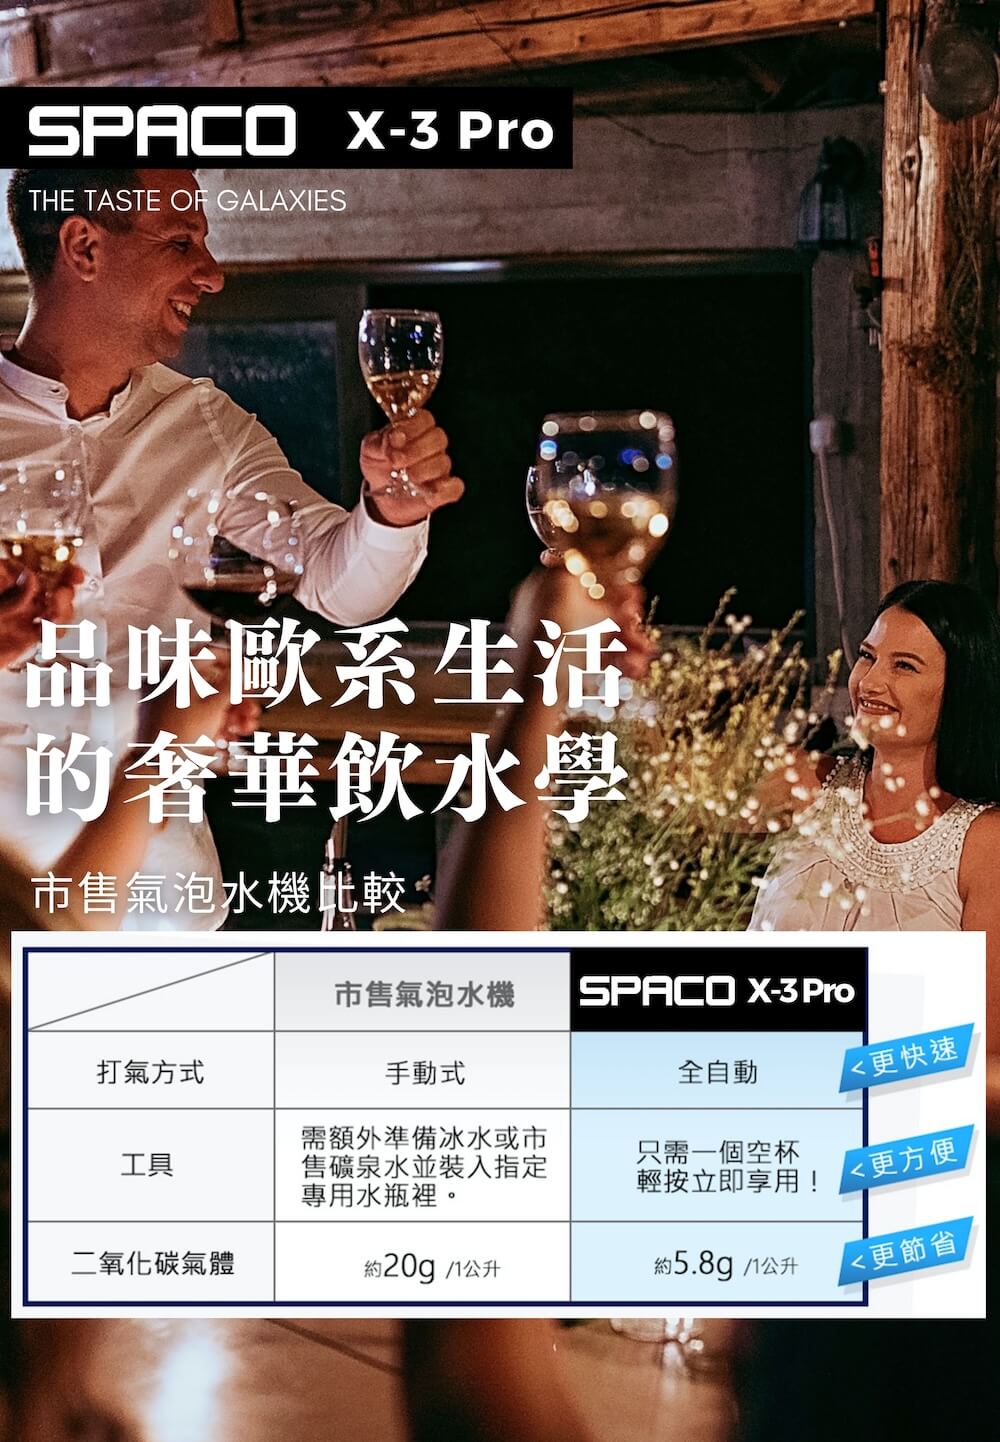 SPACO X-3 Pro
THE TASTE OF GALAXIES
品味歐系生活
的奢華飲水學
市售氣泡水機比較
市售氣泡水機 SPACO X-3 Pro
打氣方式 手動式 全自動 <更快速
工具 需額外準備冰水或市
售礦泉水並裝入指定
專用水瓶裡。
只需一個空杯
輕按立即享用！
<更方便
二氧化碳氣體 約20g /1公升 約5.8g /1公升 <更節省